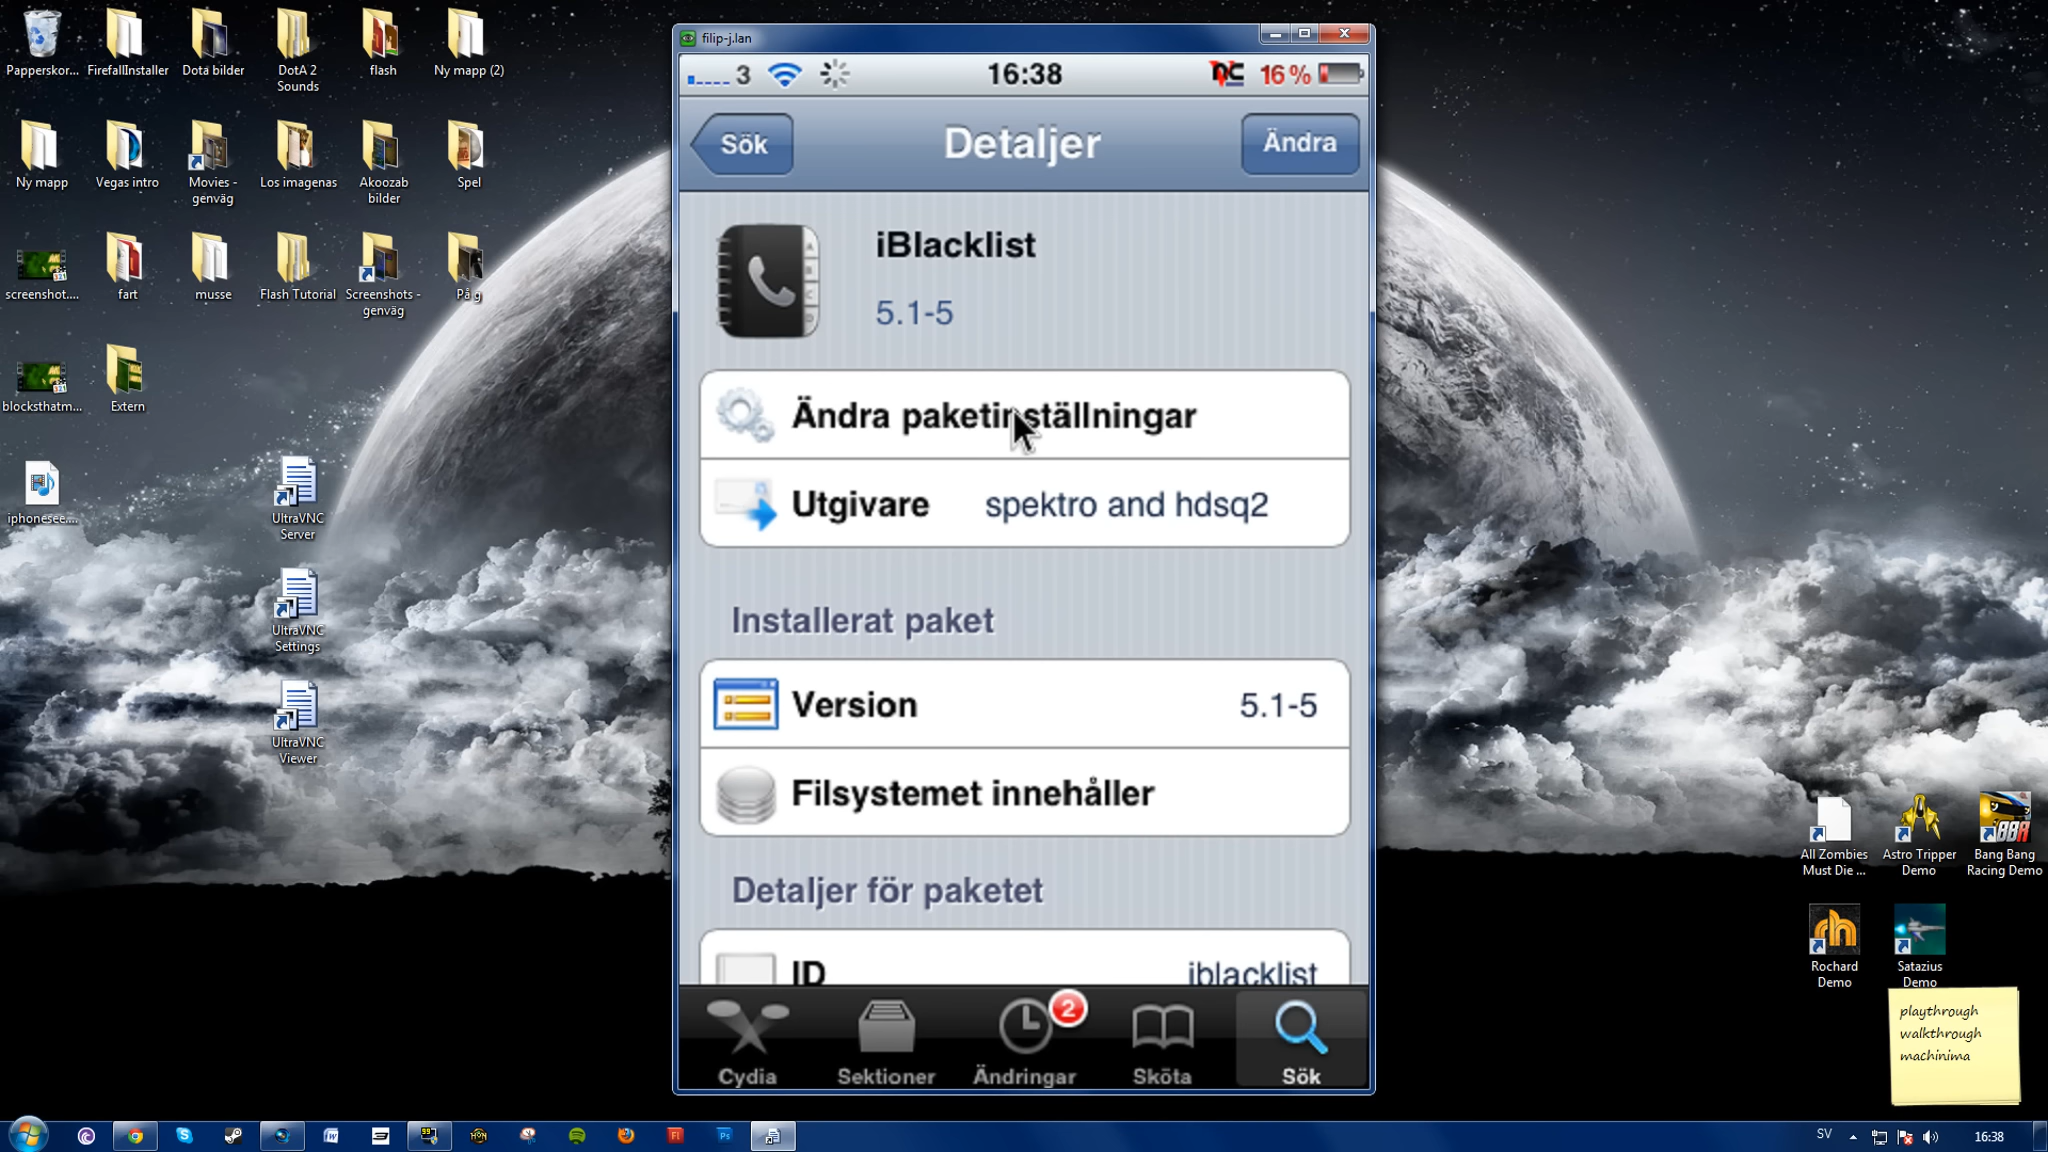 Papperskor...
FirefallInstaller
Dota bilder
DotA 2
Sounds
flash
Ny mapp (2)
Ny mapp
Vegas intro
Movies -
genväg
Los imagenas
Akoozab
bilder
Spel
screenshot....
fart
musse
Flash Tutorial
Screenshots -
genväg
På g
blocksthatm...
Extern
iphonesee....
UltraVNC
Server
UltraVNC
Settings
UltraVNC
Viewer
filip-j.lan
3
16:38
16%
Sök
Detaljer
Ändra
iBlacklist
5.1-5
Ändra paketinställningar
Utgivare spektro and hdsq2
Installerat paket
Version 5.1-5
Filsystemet innehåller
Detaljer för paketet
ID iblacklist
Cydia
Sektioner
2
Ändringar
Sköta
Sök
All Zombies
Must Die ...
Astro Tripper
Demo
Bang Bang
Racing Demo
Rochard
Demo
Satazius
Demo
playthrough
walkthrough
machinima
SV
16:38